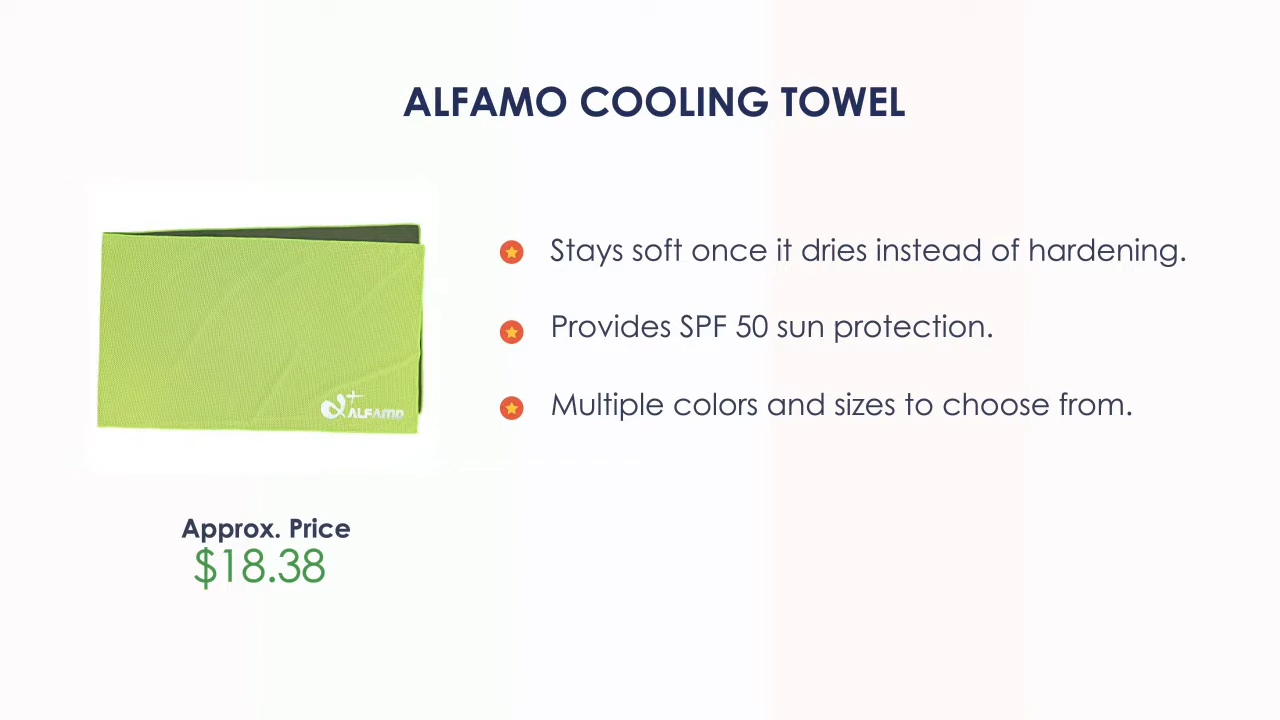 ALFAMO COOLING TOWEL
Stays soft once it dries instead of hardening.
Provides SPF 50 sun protection.
Multiple colors and sizes to choose from.
ALFAMO
Approx. Price
$18.38